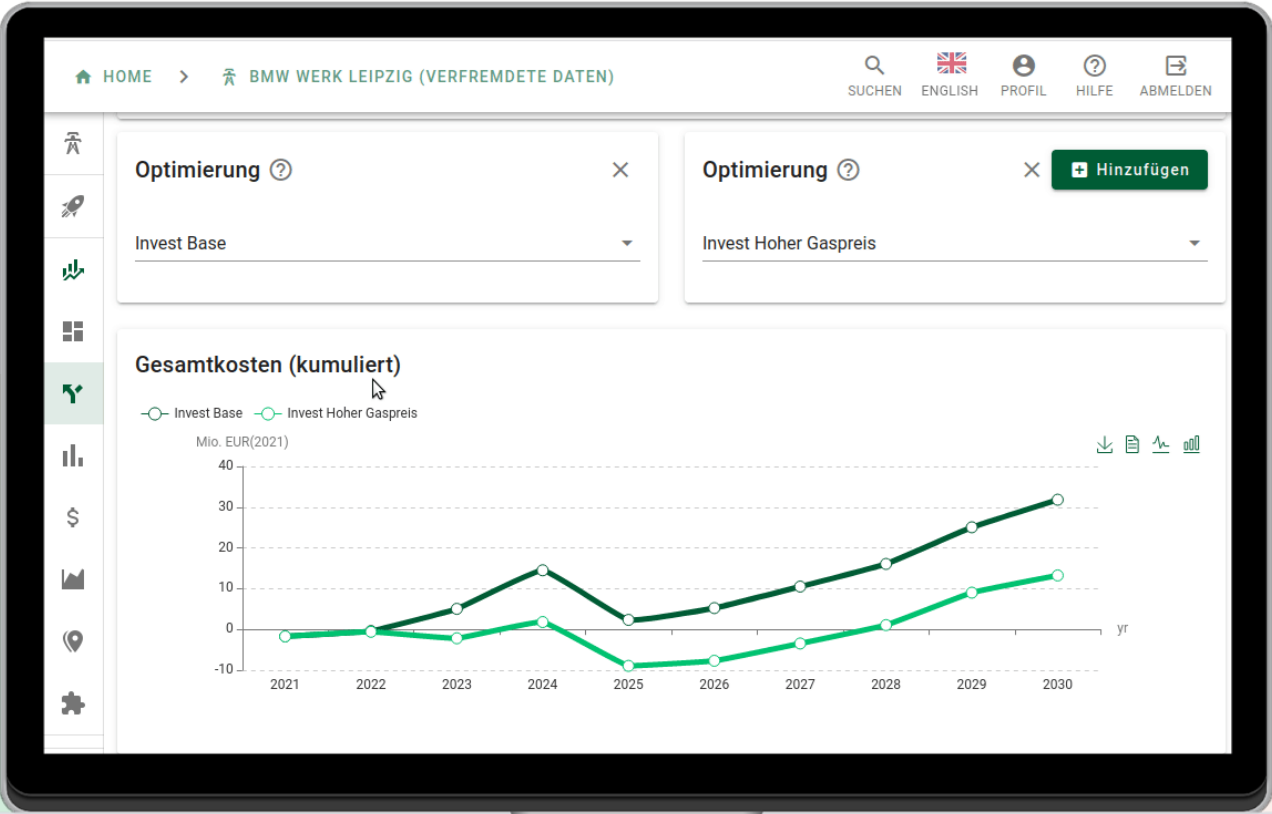 HOME > BMW WERK LEIPZIG (VERFREMDETE DATEN)
SUCHEN ENGLISH PROFIL HILFE ABMELDEN
Optimierung
Invest Base
Optimierung
Hinzufügen
Invest Hoher Gaspreis
Gesamtkosten (kumuliert)
Invest Base Invest Hoher Gaspreis
Mio. EUR(2021)
40
30
20
10
0
-10
yr
2021 2022 2023 2024 2025 2026 2027 2028 2029 2030